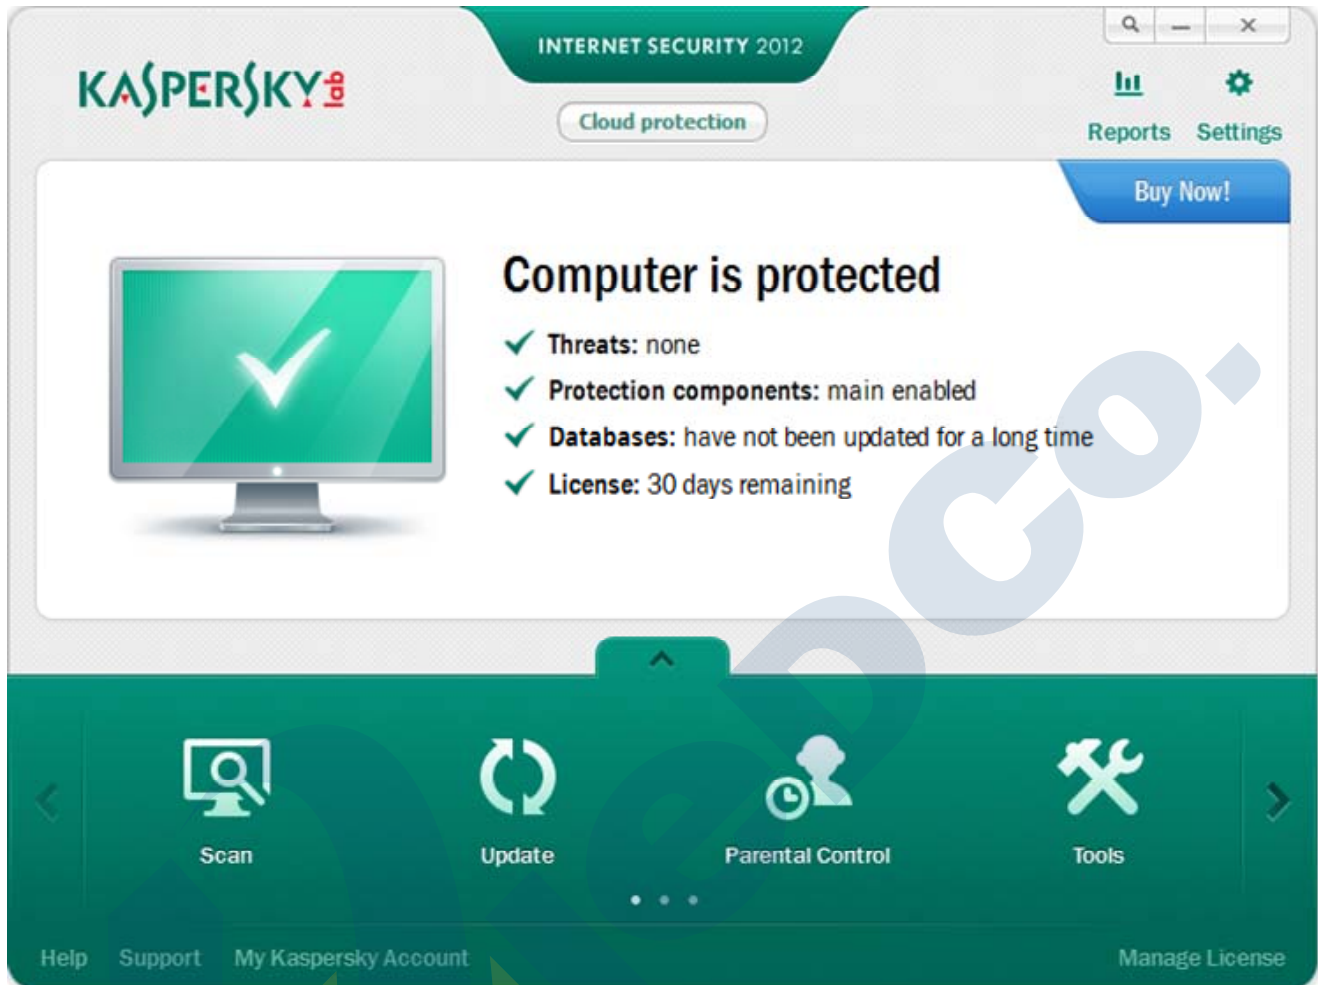 INTERNET SECURITY 2012
KASPERSKY lab
Cloud protection
Reports
Settings
Buy Now!
Computer is protected
Threats: none
Protection components: main enabled
Databases: have not been updated for a long time
License: 30 days remaining
Scan
Update
Parental Control
Tools
Help
Support
My Kaspersky Account
Manage License